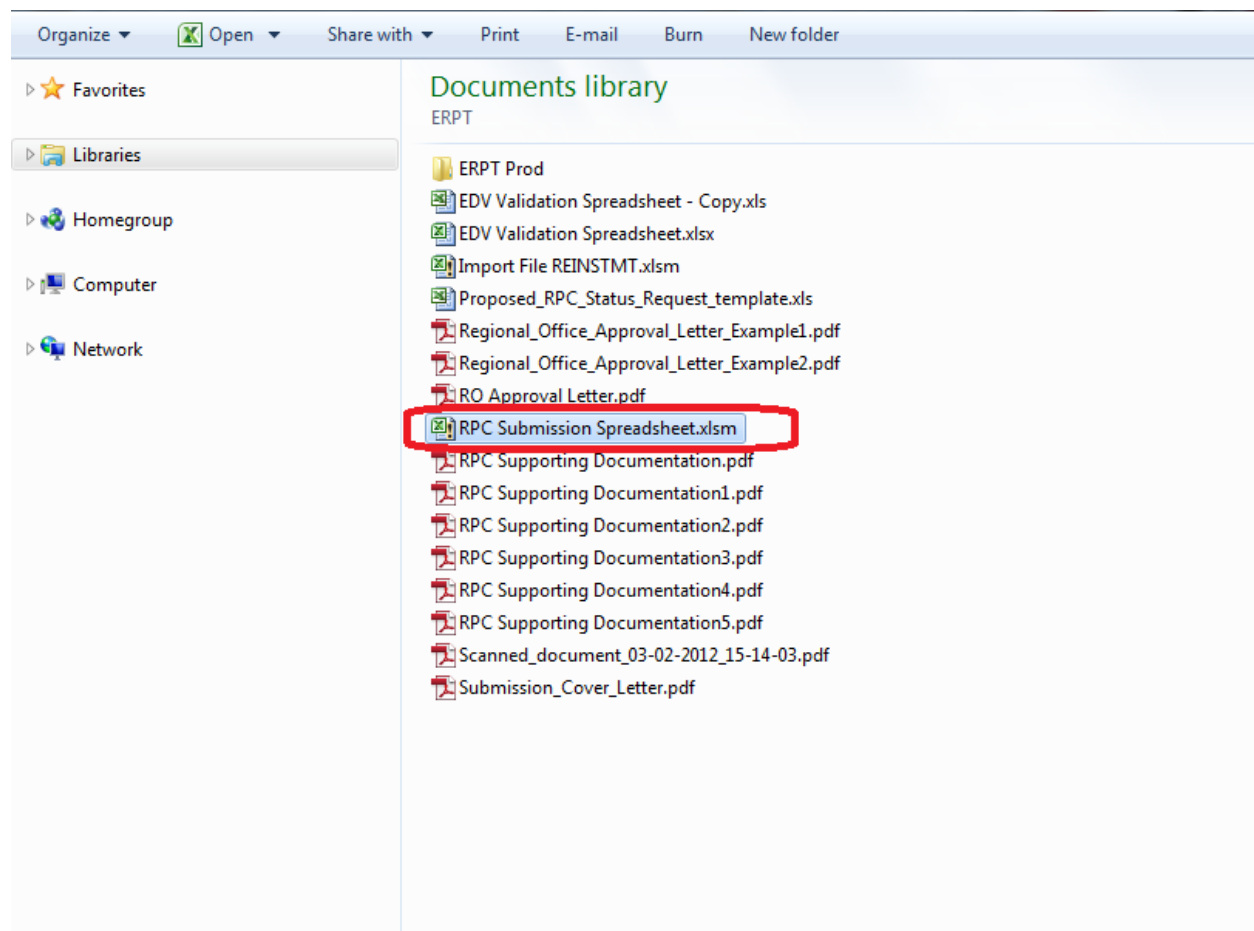 Organize Open Share with Print E-mail Burn New folder
Favorites
Libraries
Homegroup
Computer
Network
Documents library
ERPT
ERPT Prod
EDV Validation Spreadsheet - Copy.xls
EDV Validation Spreadsheet.xlsx
Import File REINSTMT.xlsm
Proposed_RPC_Status_Request_template.xls
Regional_Office_Approval_Letter_Example1.pdf
Regional_Office_Approval_Letter_Example2.pdf
RO Approval Letter.pdf
RPC Submission Spreadsheet.xlsm
RPC Supporting Documentation.pdf
RPC Supporting Documentation1.pdf
RPC Supporting Documentation2.pdf
RPC Supporting Documentation3.pdf
RPC Supporting Documentation4.pdf
RPC Supporting Documentation5.pdf
Scanned_document_03-02-2012_15-14-03.pdf
Submission_Cover_Letter.pdf